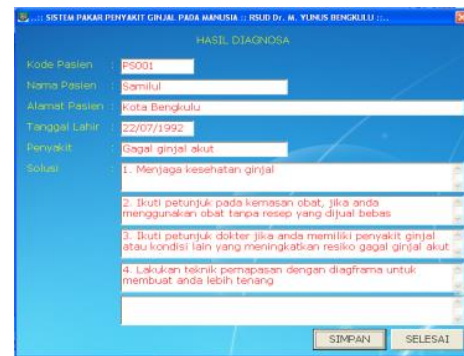 ..:: SISTEM PAKAR PENYAKIT GINJAL PADA MANUSIA :: RSUD Dr. M. YUNUS BENGKULU ::..
HASIL DIAGNOSA
Kode Pasien : PS001
Nama Pasien : Samilul
Alamat Pasien : Kota Bengkulu
Tanggal Lahir : 22/07/1992
Penyakit : Gagal ginjal akut
Solusi : 1. Menjaga kesehatan ginjal
2. Ikuti petunjuk pada kemasan obat, jika anda
menggunakan obat tanpa resep yang dijual bebas
3. Ikuti petunjuk dokter jika anda memiliki penyakit ginjal
atau kondisi lain yang meningkatkan resiko gagal ginjal akut
4. Lakukan teknik pernapasan dengan diagframa untuk
membuat anda lebih tenang
SIMPAN SELESAI